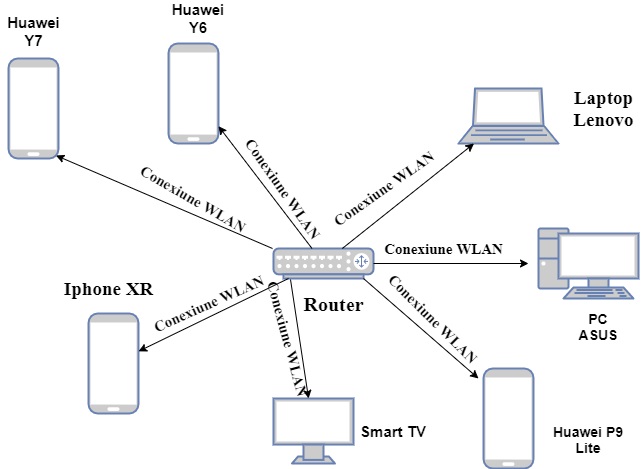 Huawei
Y7
Huawei
Y6
Laptop
Lenovo
Conexiune WLAN
Conexiune WLAN
Conexiune WLAN
Conexiune WLAN
Iphone XR
Conexiune WLAN
Router
Conexiune WLAN
Conexiune WLAN
PC
ASUS
Smart TV
Huawei P9
Lite